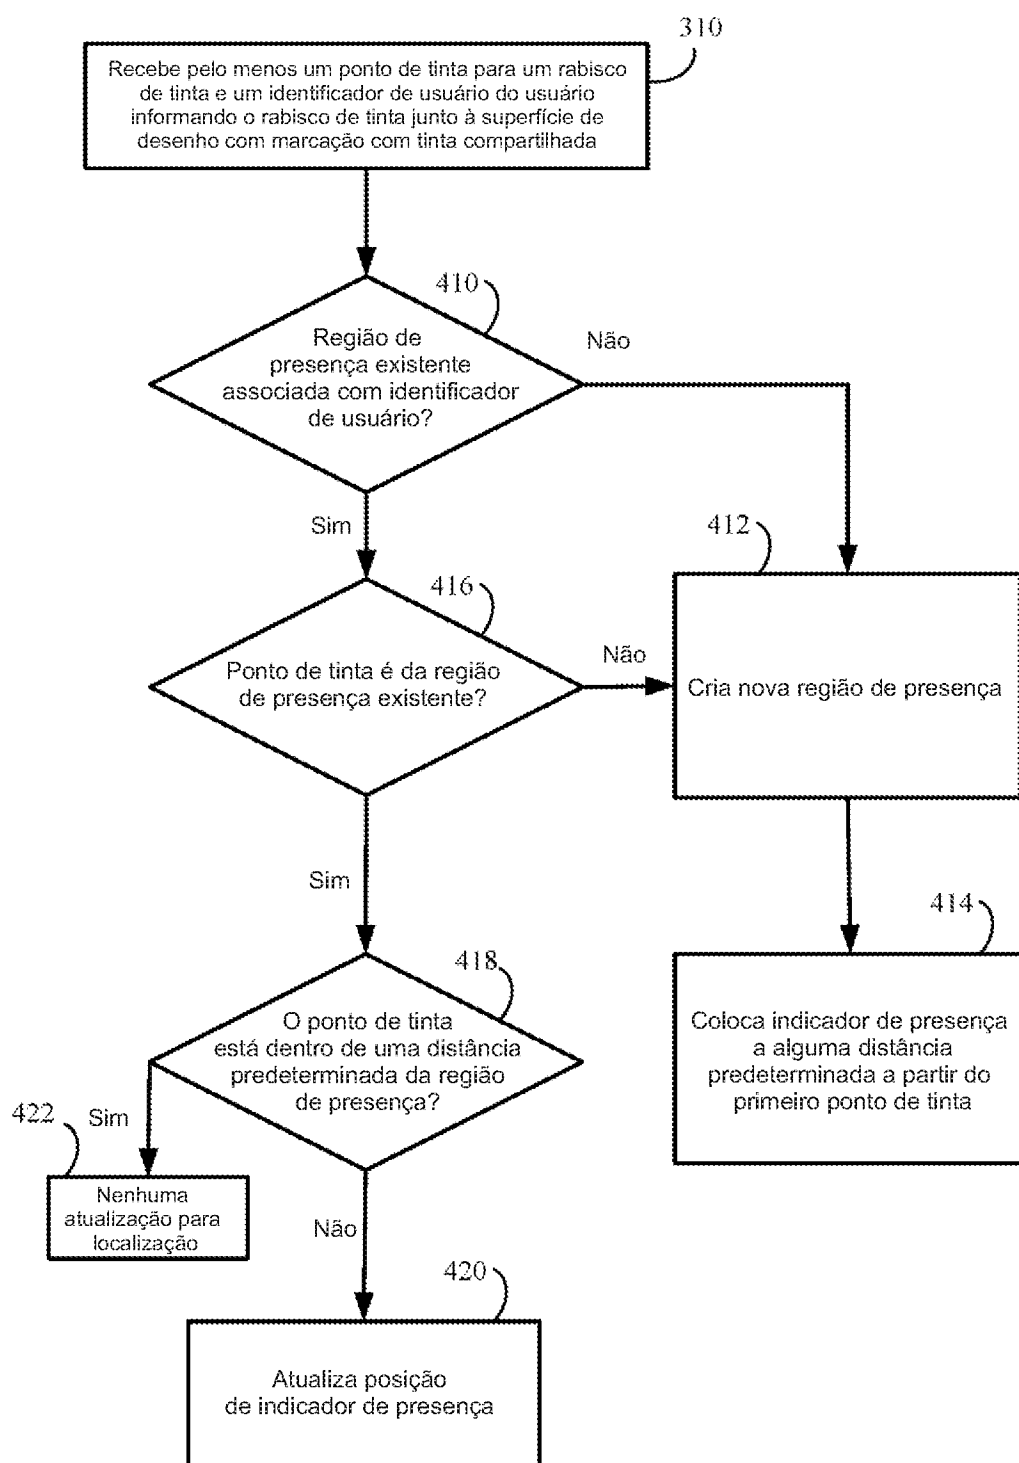 310
Recebe pelo menos um ponto de tinta para um rabisco
de tinta e um identificador de usuário do usuário
informando o rabisco de tinta junto à superfície de
desenho com marcação com tinta compartilhada
410
Região de
presença existente
associada com identificador
de usuário?
Não
Sim
412
416
Ponto de tinta é da região
de presença existente?
Não
Cria nova região de presença
Sim
414
418
O ponto de tinta
está dentro de uma distância
predeterminada da região
de presença?
Coloca indicador de presença
a alguma distância
predeterminada a partir do
primeiro ponto de tinta
422
Sim
Nenhuma
atualização para
localização
Não
420
Atualiza posição
de indicador de presença